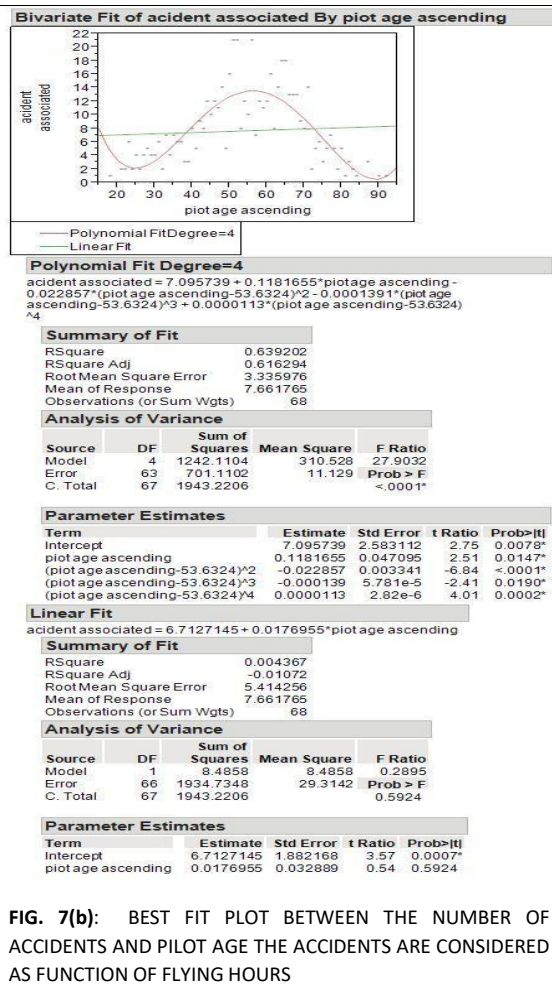 Bivariate Fit of acident associated By piot age ascending
acident
associated
22
20
18
16
14
12
10
8
6
4
2
0
20 30 40 50 60 70 80 90
piot age ascending
Polynomial FitDegree=4
Linear Fit
Polynomial Fit Degree=4
acident associated = 7.095739 + 0.1181655*piotage ascending -
0.022857*(piot age ascending-53.6324)^2 - 0.0001391*(piot age
ascending-53.6324)^3 + 0.0000113*(piot age ascending-53.6324)
^4
Summary of Fit
RSquare 0.639202
RSquare Adj 0.616294
Root Mean Square Error 3.335976
Mean of Response 7.661765
Observations (or Sum Wgts) 68
Analysis of Variance
Sum of
Source DF Squares Mean Square F Ratio
Model 4 1242.1104 310.528 27.9032
Error 63 701.1102 11.129 Prob > F
C. Total 67 1943.2206 <.0001*
Parameter Estimates
Term Estimate Std Error t Ratio Prob>|t|
Intercept 7.095739 2.583112 2.75 0.0078*
piot age ascending 0.1181655 0.047095 2.51 0.0147*
(piot age ascending-53.6324)^2 -0.022857 0.003341 -6.84 <.0001*
(piot age ascending-53.6324)^3 -0.000139 5.781e-5 -2.41 0.0190*
(piot age ascending-53.6324)^4 0.0000113 2.82e-6 4.01 0.0002*
Linear Fit
acident associated = 6.7127145 + 0.0176955*piot age ascending
Summary of Fit
RSquare 0.004367
RSquare Adj -0.01072
Root Mean Square Error 5.414256
Mean of Response 7.661765
Observations (or Sum Wgts) 68
Analysis of Variance
Sum of
Source DF Squares Mean Square F Ratio
Model 1 8.4858 8.4858 0.2895
Error 66 1934.7348 29.3142 Prob > F
C. Total 67 1943.2206 0.5924
Parameter Estimates
Term Estimate Std Error t Ratio Prob>|t|
Intercept 6.7127145 1.882168 3.57 0.0007*
piot age ascending 0.0176955 0.032889 0.54 0.5924
FIG. 7(b): BEST FIT PLOT BETWEEN THE NUMBER OF
ACCIDENTS AND PILOT AGE THE ACCIDENTS ARE CONSIDERED
AS FUNCTION OF FLYING HOURS